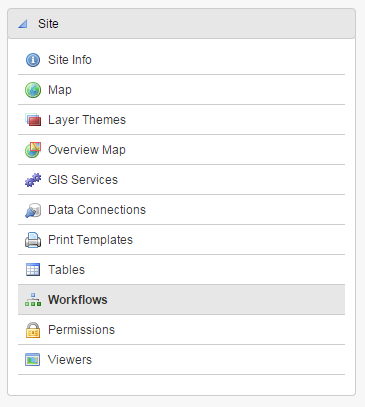 Site
Site Info
Map
Layer Themes
Overview Map
GIS Services
Data Connections
Print Templates
Tables
Workflows
Permissions
Viewers